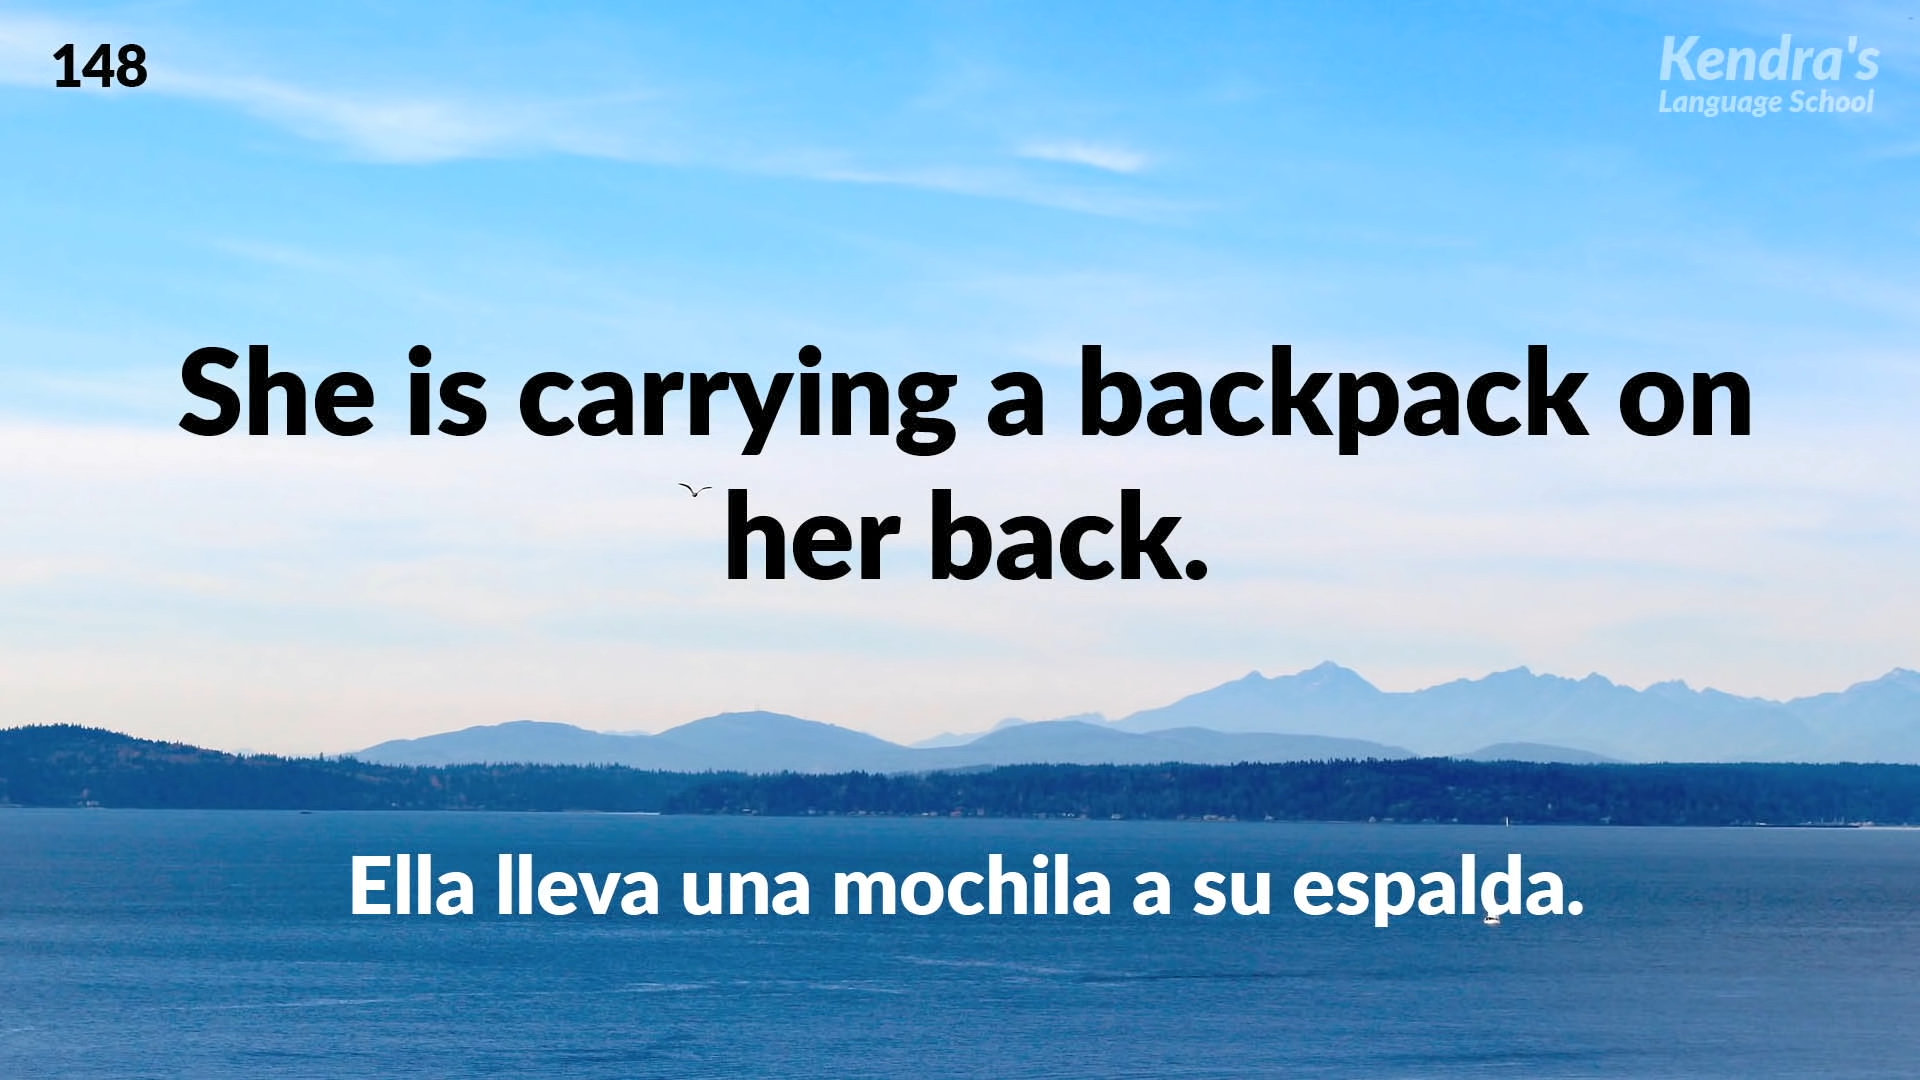 148
Kendra's
Language School
She is carrying a backpack on
her back.
Ella lleva una mochila a su espalda.